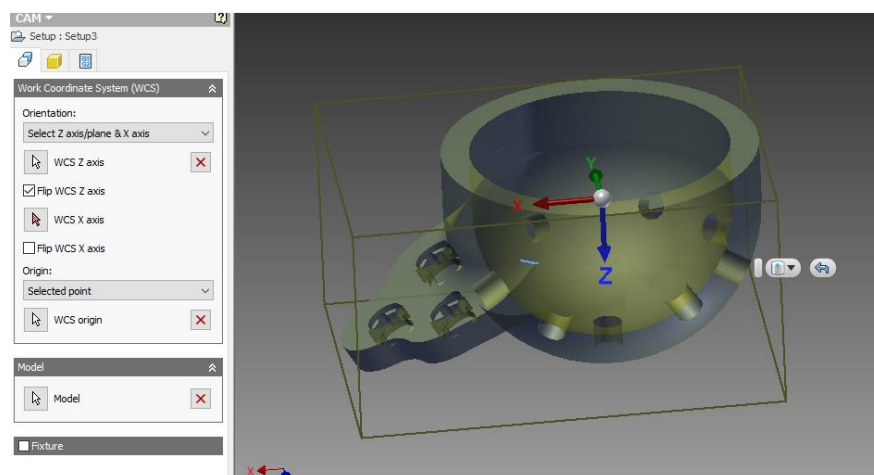 CAM
Setup : Setup3
Work Coordinate System (WCS)
Orientation:
Select Z axis/plane & X axis
WCS Z axis
Flip WCS Z axis
WCS X axis
Flip WCS X axis
Origin:
Selected point
WCS origin
Model
Model
Fixture
Y
X
Z
X